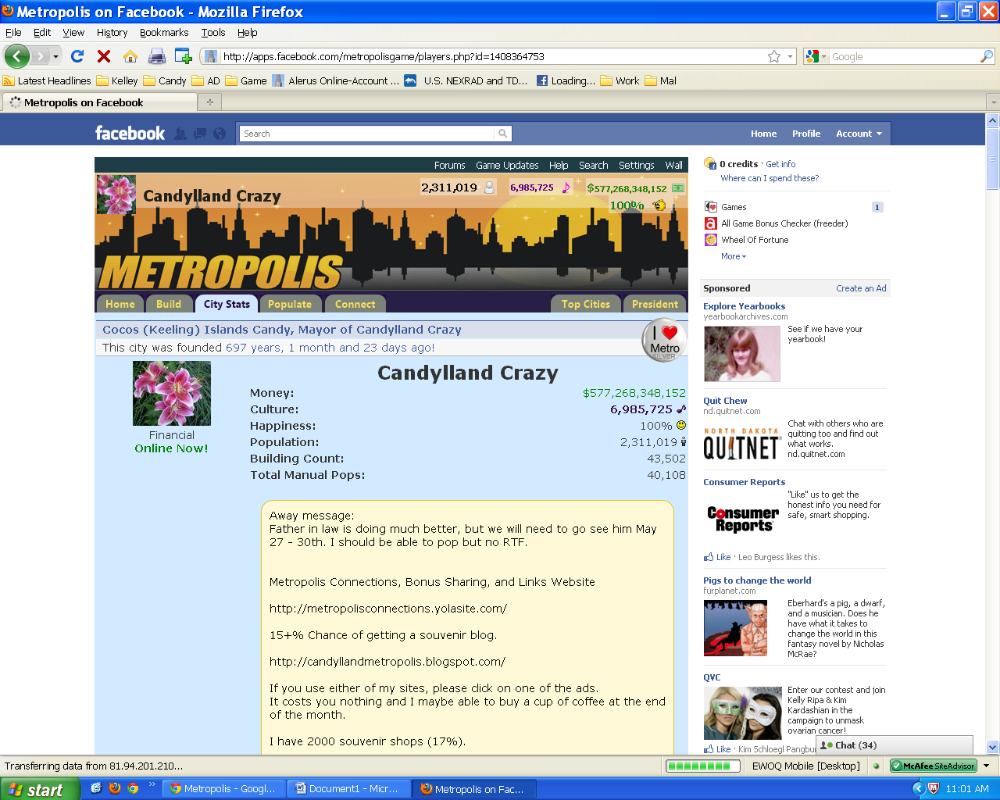 Metropolis on Facebook - Mozilla Firefox
File Edit View History Bookmarks Tools Help
http://apps.facebook.com/metropolisgame/players.php?id=1408364753
Google
Latest Headlines Kelley Candy AD Game Alerus Online-Account ... U.S. NEXRAD and TD... Loading... Work Mal
Metropolis on Facebook
facebook Search Home Profile Account
Forums Game Updates Help Search Settings Wall
Candylland Crazy 2,311,019 6,985,725 $577,268,348,152
100%
METROPOLIS
Home Build City Stats Populate Connect Top Cities President
Cocos (Keeling) Islands Candy, Mayor of Candylland Crazy
This city was founded 697 years, 1 month and 23 days ago!
I Metro SILVER
Candylland Crazy
Financial
Online Now!
Money: $577,268,348,152
Culture: 6,985,725
Happiness: 100%
Population: 2,311,019
Building Count: 43,502
Total Manual Pops: 40,108
Away message:
Father in law is doing much better, but we will need to go see him May
27 - 30th. I should be able to pop but no RTF.
Metropolis Connections, Bonus Sharing, and Links Website
http://metropolisconnections.yolasite.com/
15+% Chance of getting a souvenir blog.
http://candyllandmetropolis.blogspot.com/
If you use either of my sites, please click on one of the ads.
It costs you nothing and I maybe able to buy a cup of coffee at the end
of the month.
I have 2000 souvenir shops (17%).
0 credits · Get info
Where can I spend these?
Games 1
All Game Bonus Checker (freeder)
Wheel Of Fortune
More
Sponsored Create an Ad
Explore Yearbooks
yearbookarchives.com
See if we have your
yearbook!
Quit Chew
nd.quitnet.com
NORTH DAKOTA
QUITNET
Chat with others who are
quitting too and find out
what works.
nd.quitnet.com
Consumer Reports
Consumer
Reports
"Like" us to get the
honest info you need for
safe, smart shopping.
Like · Leo Burgess likes this.
Pigs to change the world
furplanet.com
Eberhard's a pig, a dwarf,
and a musician. Does he
have what it takes to
change the world in this
fantasy novel by Nicholas
McRae?
QVC
Enter our contest and join
Kelly Ripa & Kim
Kardashian in the
campaign to unmask
ovarian cancer!
Like · Kim Schloegl Pangbur
Chat (34)
Transferring data from 81.94.201.210... EWOQ Mobile [Desktop] McAfee SiteAdvisor
start Metropolis - Googl... Document1 - Micr... Metropolis on Fac... 11:01 AM